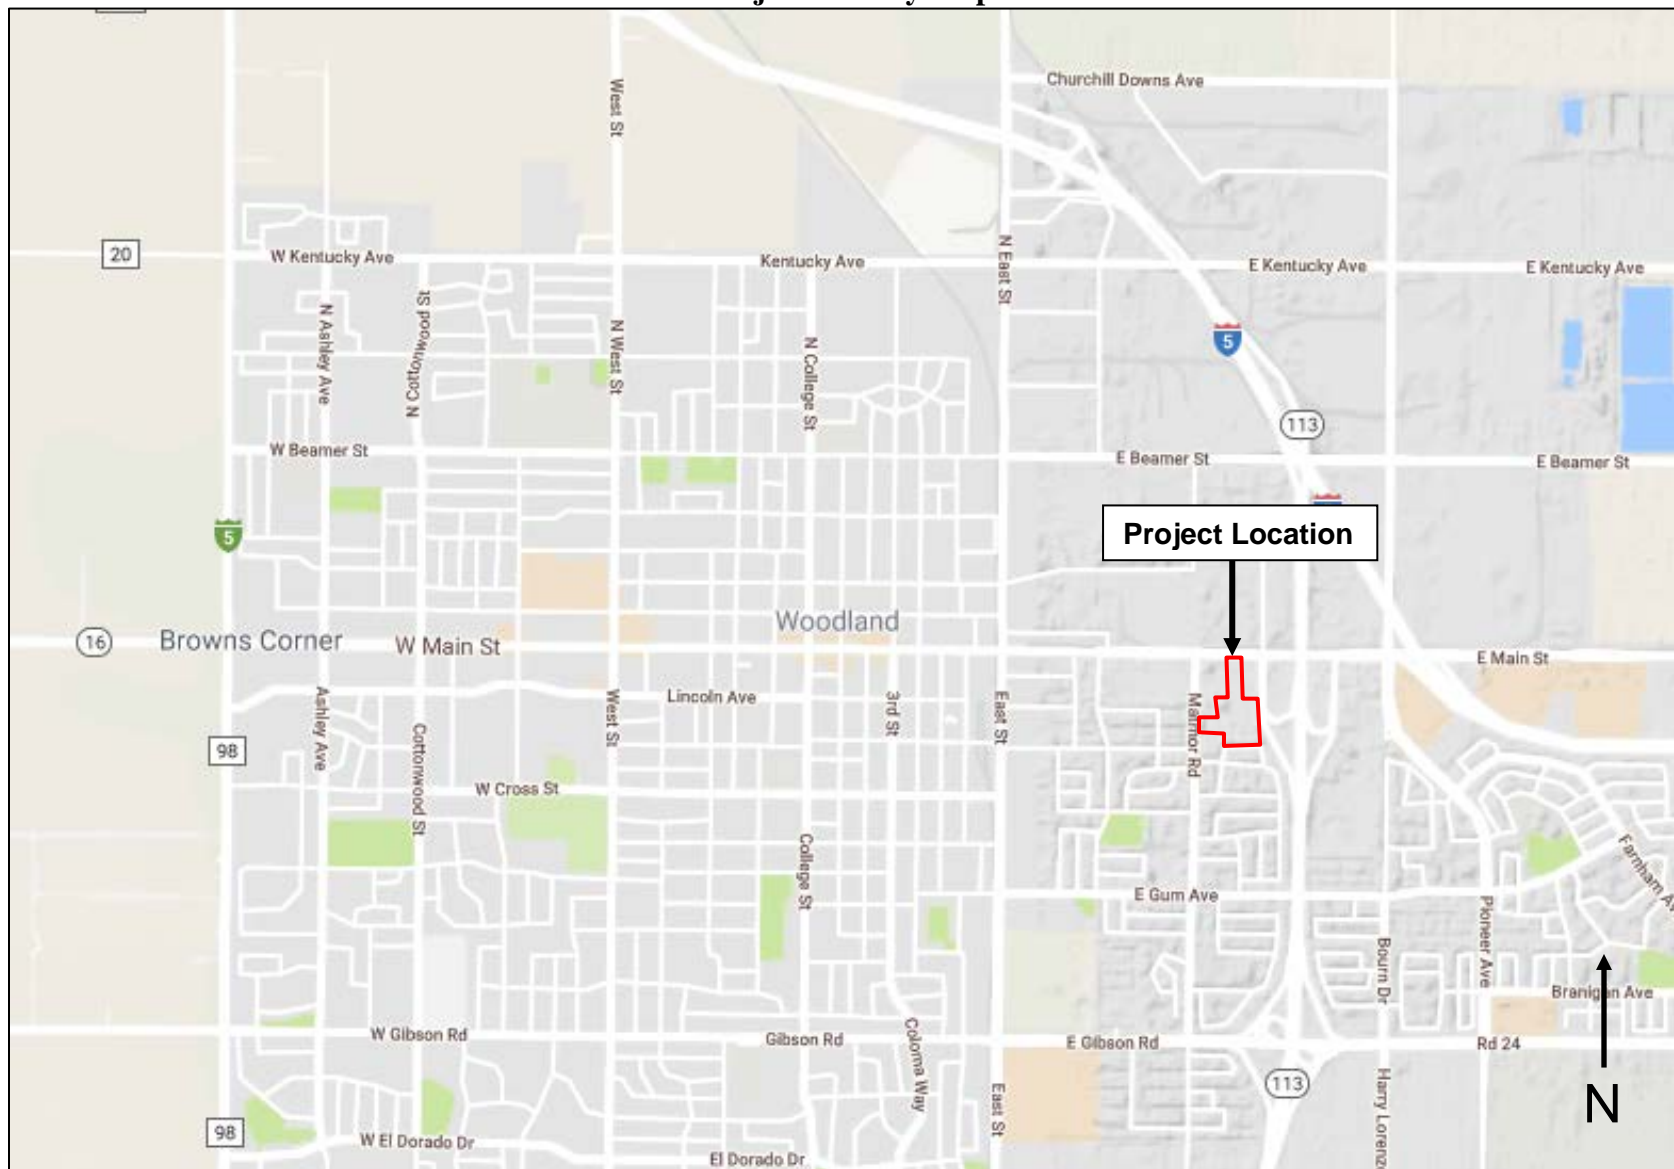 Churchill Downs Ave
West St
20
W Kentucky Ave
Kentucky Ave
N East St
E Kentucky Ave
E Kentucky Ave
N Ashley Ave
N Cottonwood St
N West St
N College St
5
113
W Beamer St
E Beamer St
E Beamer St
5
Project Location
16
Browns Corner
W Main St
Woodland
E Main St
Lincoln Ave
Ashley Ave
Cottonwood St
West St
3rd St
East St
Matmor Rd
98
W Cross St
College St
E Gum Ave
Farnham Av
Pioneer Ave
Bourn Dr
Branigan Ave
W Gibson Rd
Gibson Rd
Coloma Way
E Gibson Rd
Rd 24
113
Harry Lorenz
N
98
East St
W El Dorado Dr
El Dorado Dr